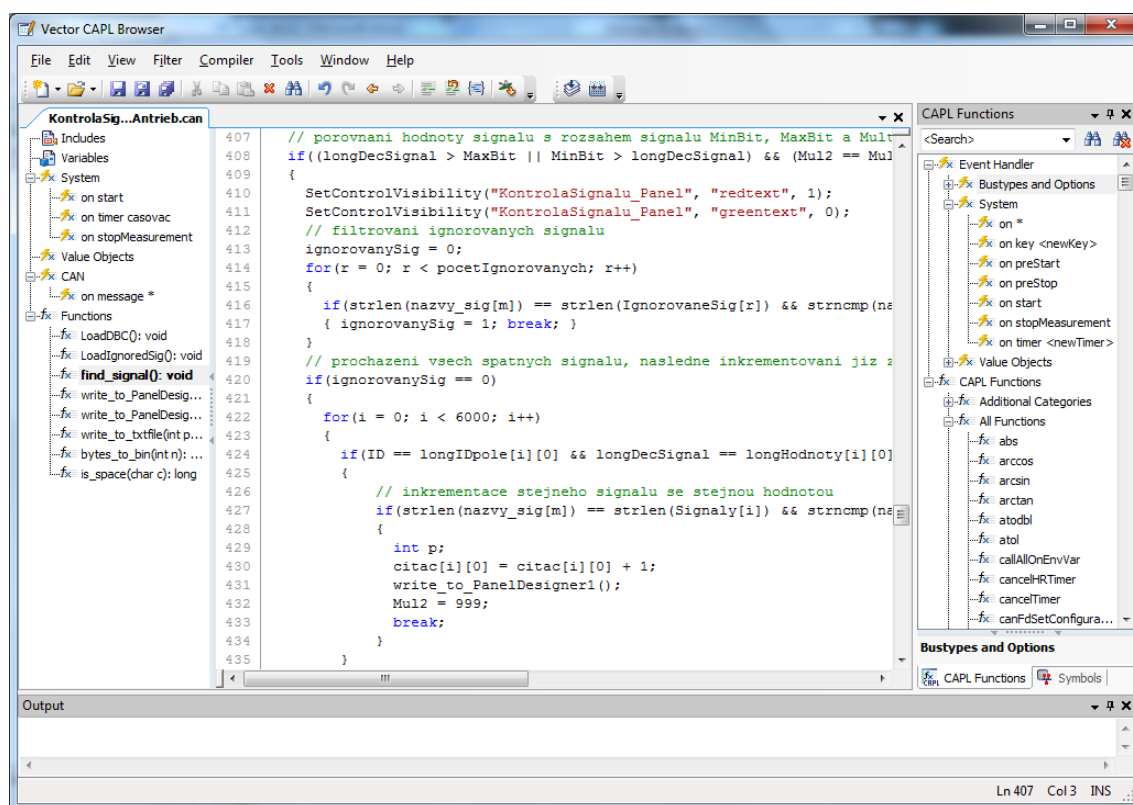 Vector CAPL Browser
File Edit View Filter Compiler Tools Window Help
KontrolaSig...Antrieb.can
Includes
Variables
System
on start
on timer casovac
on stopMeasurement
Value Objects
CAN
on message *
Functions
LoadDBC(): void
LoadIgnoredSig(): void
find_signal(): void
write_to_PanelDesig...
write_to_PanelDesig...
write_to_txtfile(int p...
bytes_to_bin(int n): ...
is_space(char c): long
407 // porovnani hodnoty signalu s rozsahem signalu MinBit, MaxBit a Mult
408 if((longDecSignal > MaxBit || MinBit > longDecSignal) && (Mul2 == Mul
409 {
410 SetControlVisibility("KontrolaSignalu_Panel", "redtext", 1);
411 SetControlVisibility("KontrolaSignalu_Panel", "greentext", 0);
412 // filtrovani ignorovanych signalu
413 ignorovanySig = 0;
414 for(r = 0; r < pocetIgnorovanych; r++)
415 {
416 if(strlen(nazvy_sig[m]) == strlen(IgnorovaneSig[r]) && strncmp(na
417 { ignorovanySig = 1; break; }
418 }
419 // prochazeni vsech spatnych signalu, nasledne inkrementovani jiz z
420 if(ignorovanySig == 0)
421 {
422 for(i = 0; i < 6000; i++)
423 {
424 if(ID == longIDpole[i][0] && longDecSignal == longHodnoty[i][0]
425 {
426 // inkrementace stejneho signalu se stejnou hodnotou
427 if(strlen(nazvy_sig[m]) == strlen(Signaly[i]) && strncmp(na
428 {
429 int p;
430 citac[i][0] = citac[i][0] + 1;
431 write_to_PanelDesigner1();
432 Mul2 = 999;
433 break;
434 }
435 }
CAPL Functions
<Search>
Event Handler
Bustypes and Options
System
on *
on key <newKey>
on preStart
on preStop
on start
on stopMeasurement
on timer <newTimer>
Value Objects
CAPL Functions
Additional Categories
All Functions
abs
arccos
arcsin
arctan
atodbl
atol
callAllOnEnvVar
cancelHRTimer
cancelTimer
canFdSetConfigura...
Bustypes and Options
CAPL Functions Symbols
Output
Ln 407 Col 3 INS